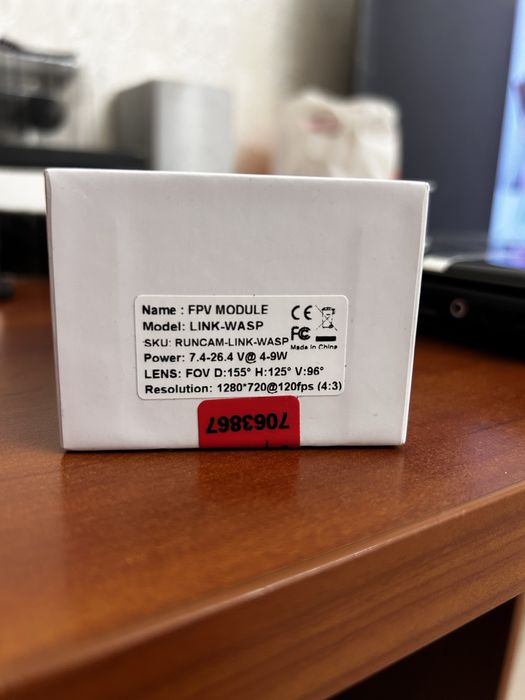 Name : FPV MODULE
Model: LINK-WASP
SKU: RUNCAM-LINK-WASP
Power: 7.4-26.4 V@ 4-9W
LENS: FOV D:155° H:125° V:96°
Resolution: 1280*720@120fps (4:3)
CE
FC
Made in China
7063867